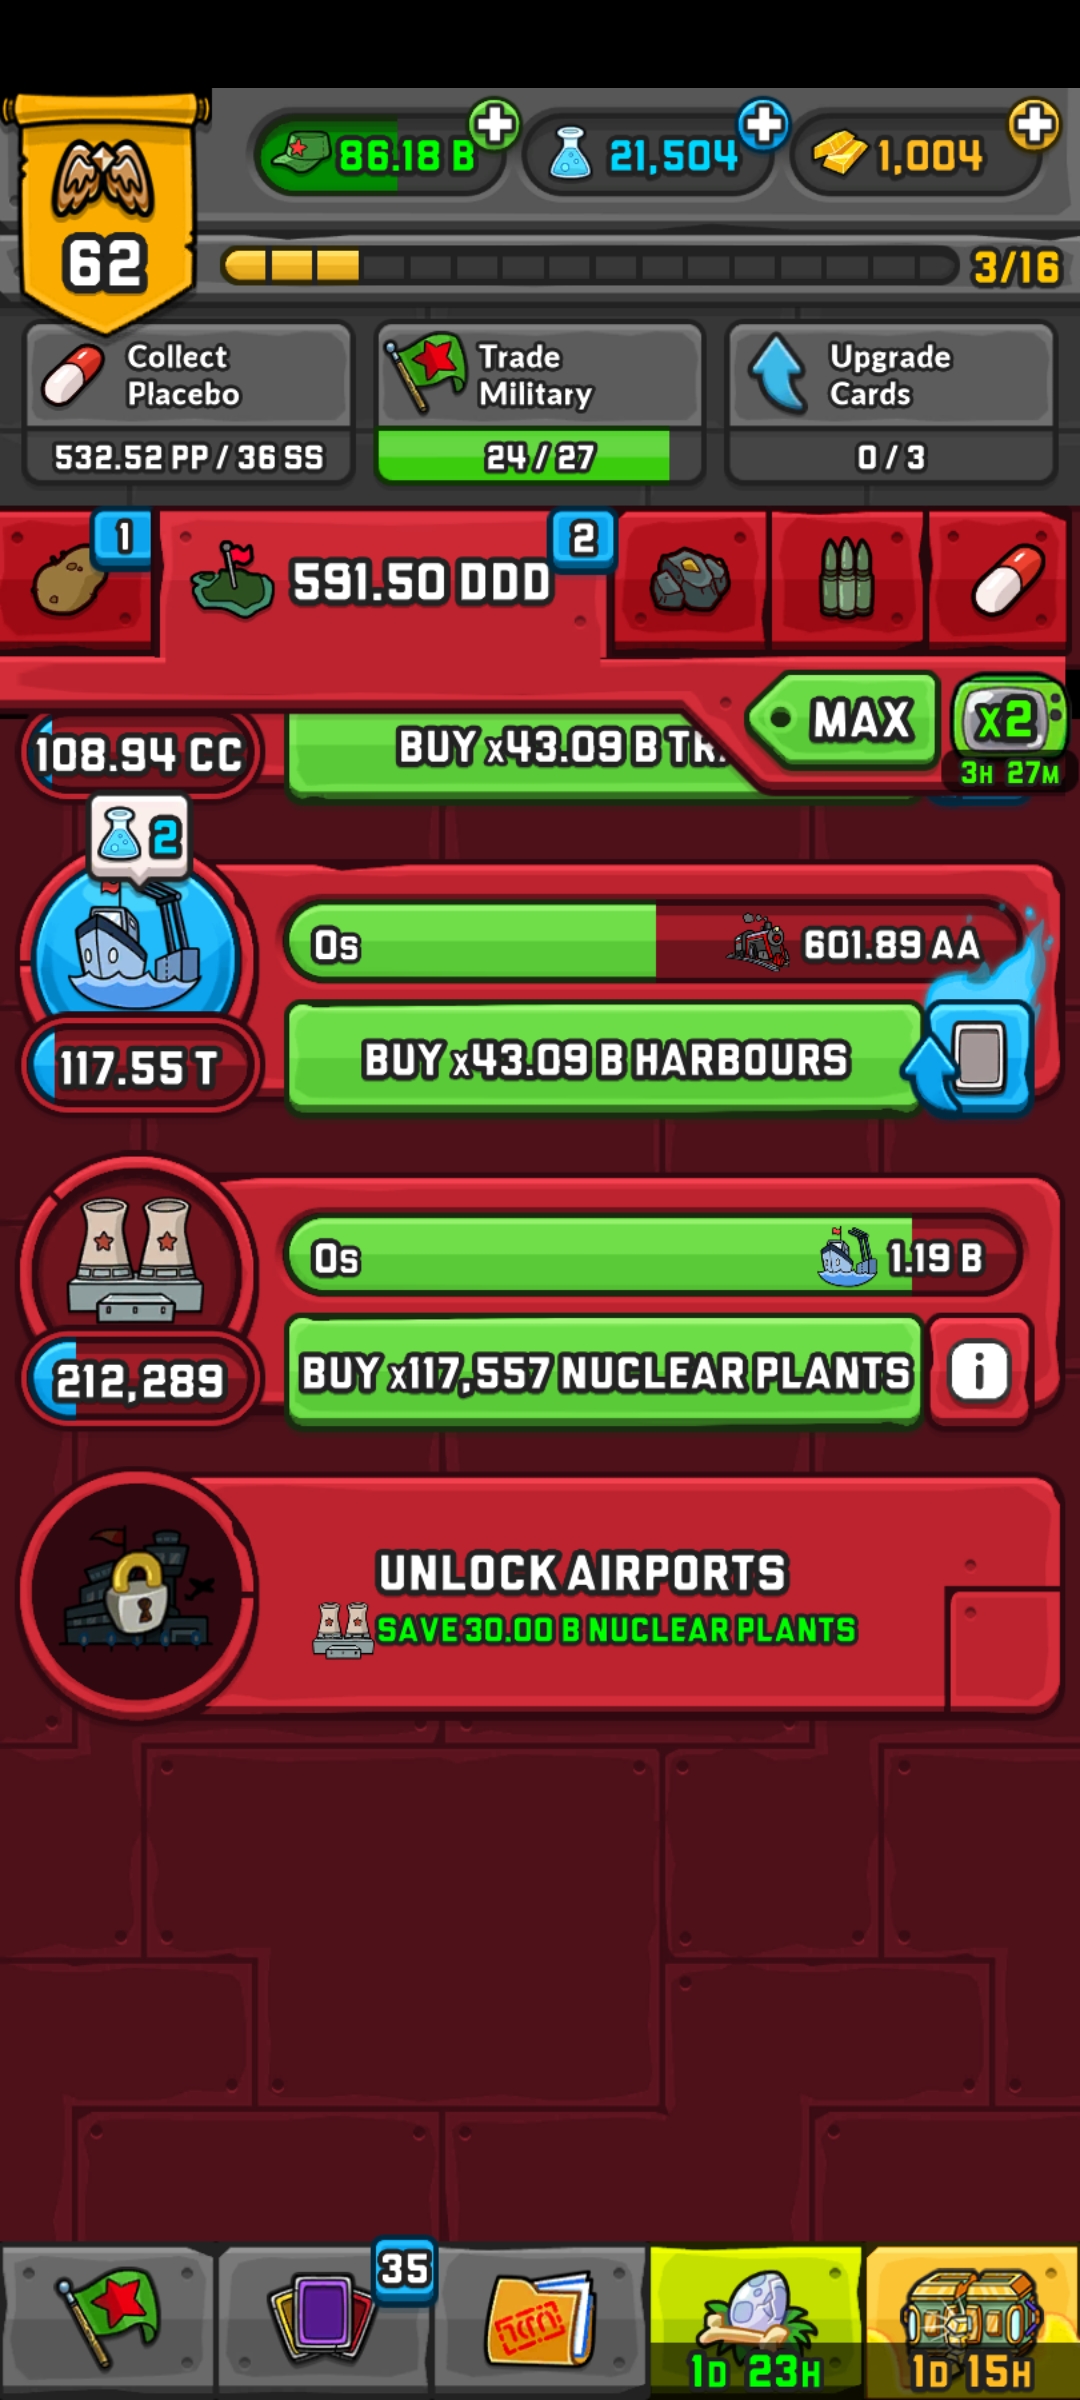 86.18 B
21,504
1,004
62
3/16
Collect
Placebo
532.52 PP / 36 SS
Trade
Military
24 / 27
Upgrade
Cards
0 / 3
1
591.50 DDD
2
MAX
X2
3H 27M
108.94 CC
BUY x43.09 B TR
2
0s
601.89 AA
117.55 T
BUY x43.09 B HARBOURS
0s
1.19 B
212,289
BUY x117,557 NUCLEAR PLANTS
i
UNLOCK AIRPORTS
SAVE 30.00 B NUCLEAR PLANTS
35
1D 23H
1D 15H